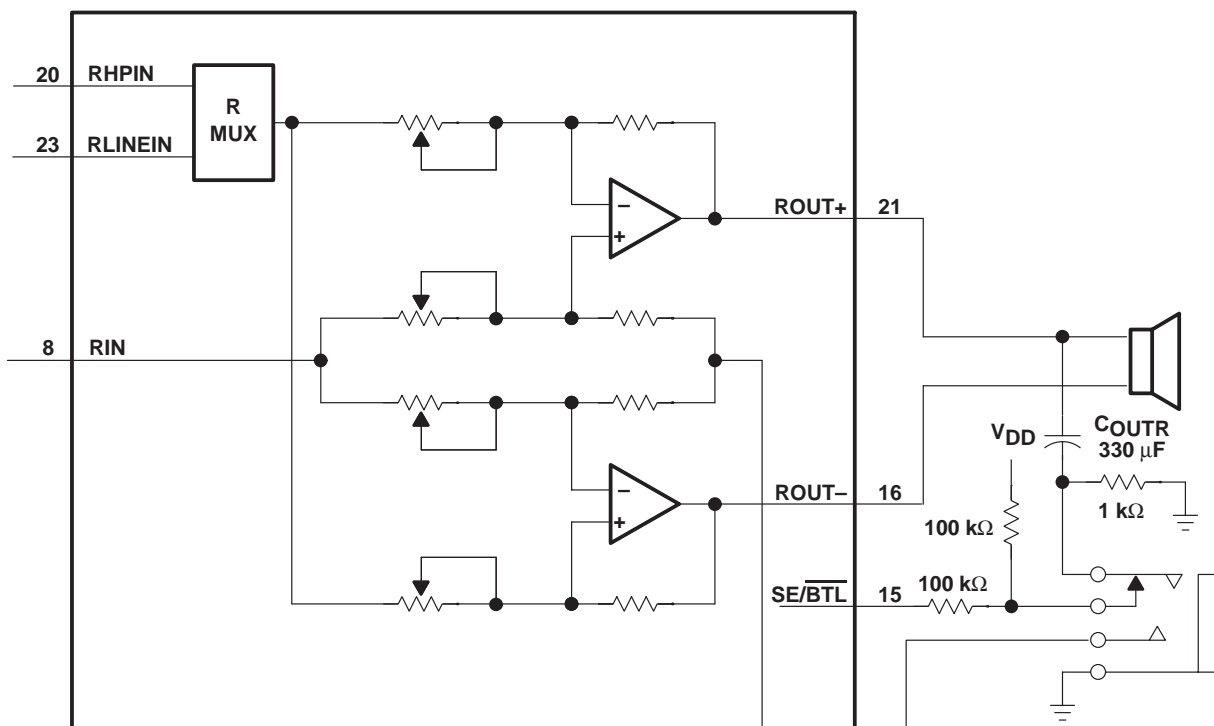 20 RHPIN
R
MUX
23 RLINEIN
−
+
ROUT+ 21
8 RIN
VDD
COUTR
330 μF
−
+
ROUT− 16
1 kΩ
100 kΩ
SE/BTL 15 100 kΩ